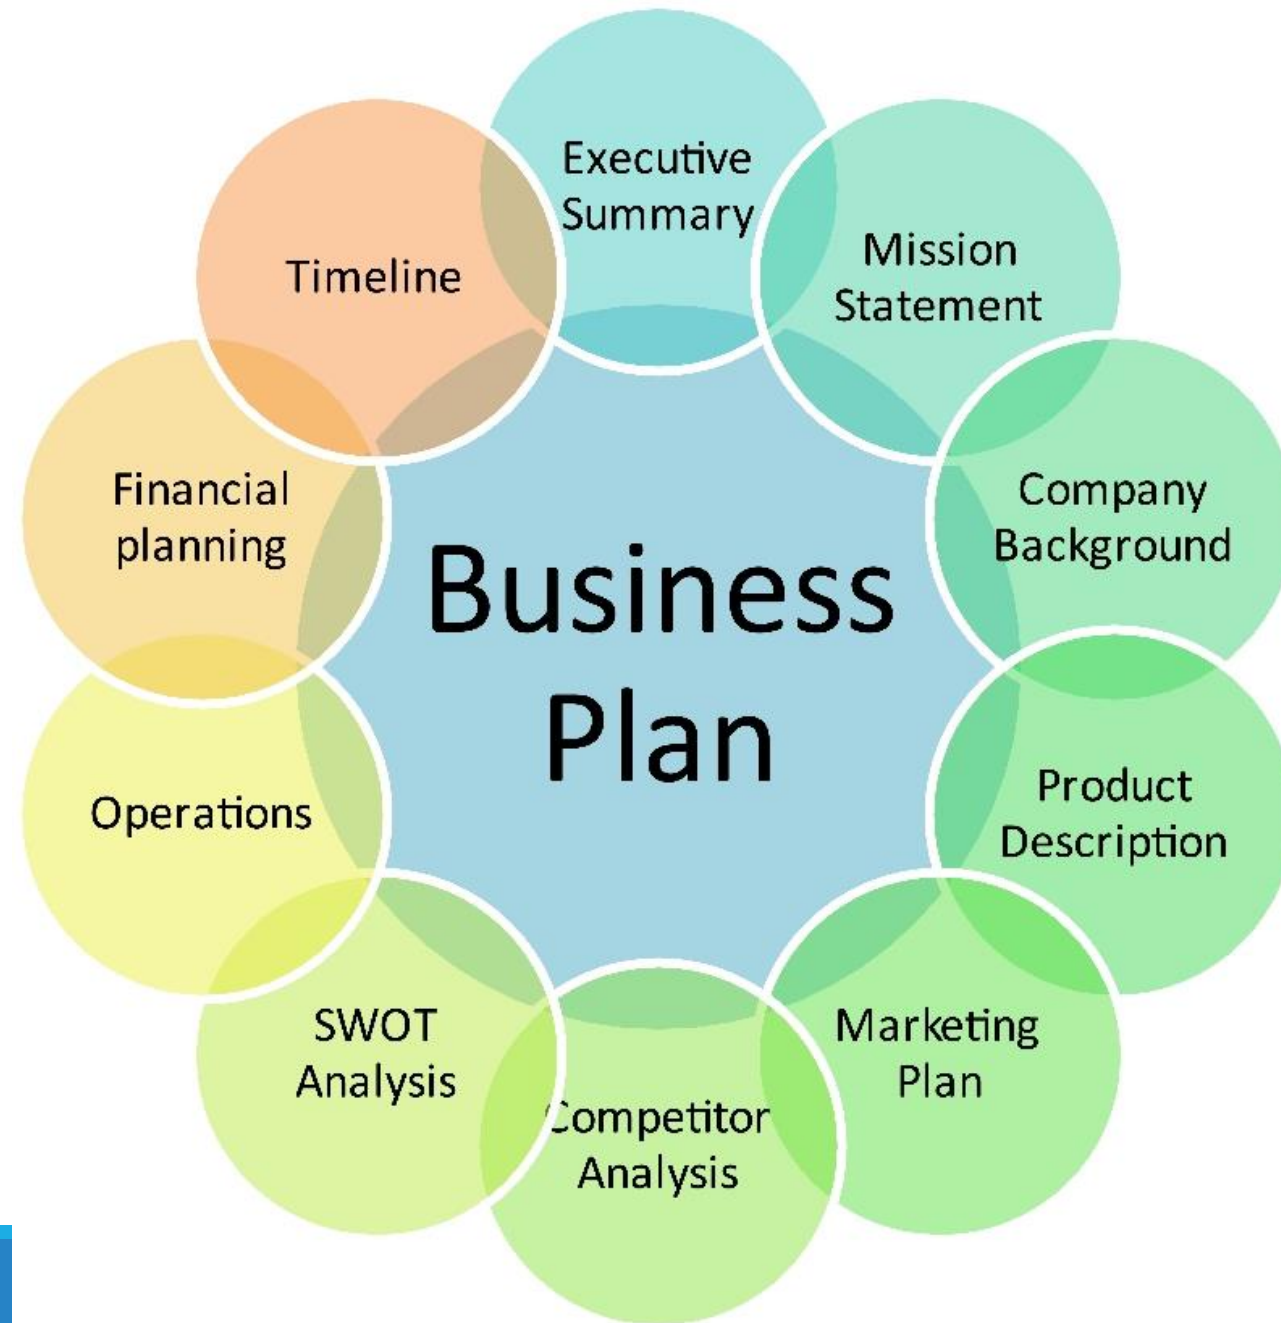 Executive
Summary
Mission
Statement
Company
Background
Product
Description
Marketing
Plan
Competitor
Analysis
SWOT
Analysis
Operations
Financial
planning
Timeline
Business
Plan